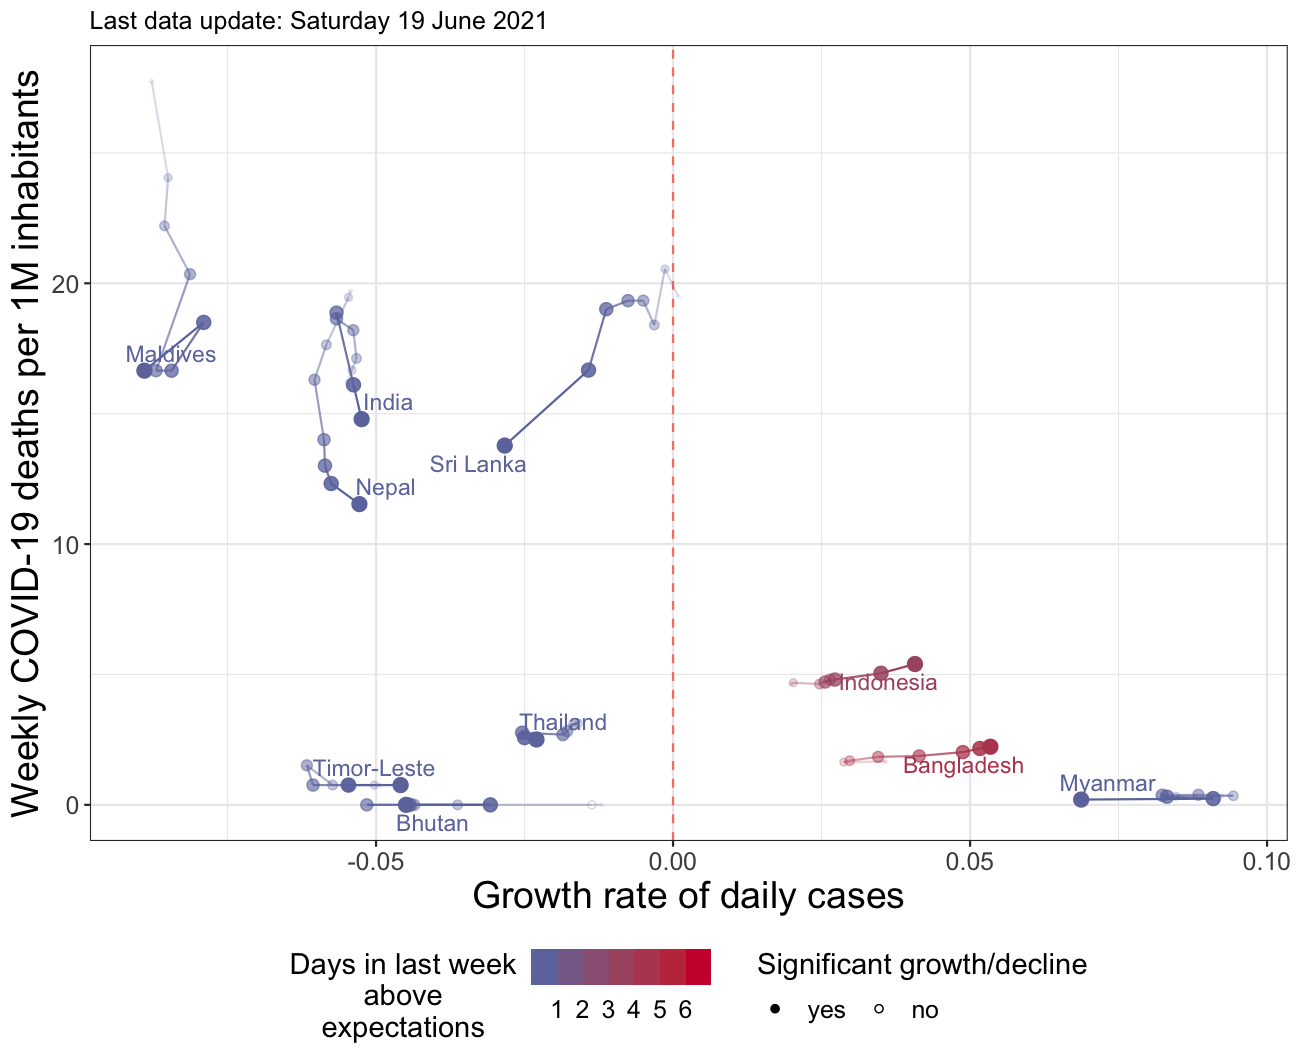 Last data update: Saturday 19 June 2021
Weekly COVID-19 deaths per 1M inhabitants
20
10
0
Maldives
India
Sri Lanka
Nepal
Indonesia
Thailand
Bangladesh
Timor-Leste
Myanmar
Bhutan
-0.05
0.00
0.05
0.10
Growth rate of daily cases
Days in last week
above
expectations
1 2 3 4 5 6
Significant growth/decline
yes
no